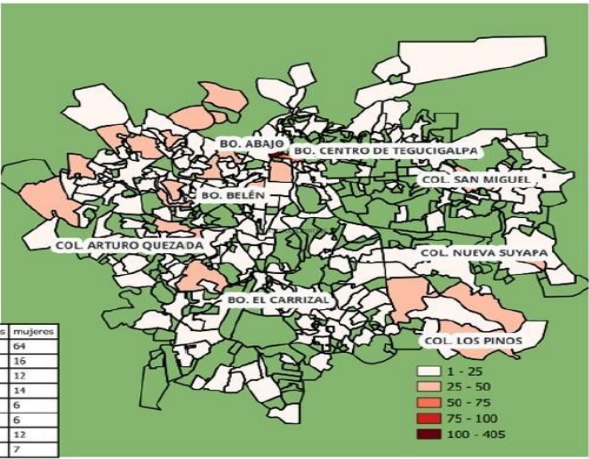 BO. ABAJO
BO. CENTRO DE TEGUCIGALPA
COL. SAN MIGUEL
BO. BELÉN
COL. ARTURO QUEZADA
COL. NUEVA SUYAPA
BO. EL CARRIZAL
COL. LOS PINOS
s mujeres
64
16
12
14
6
6
12
7
1 - 25
25 - 50
50 - 75
75 - 100
100 - 405